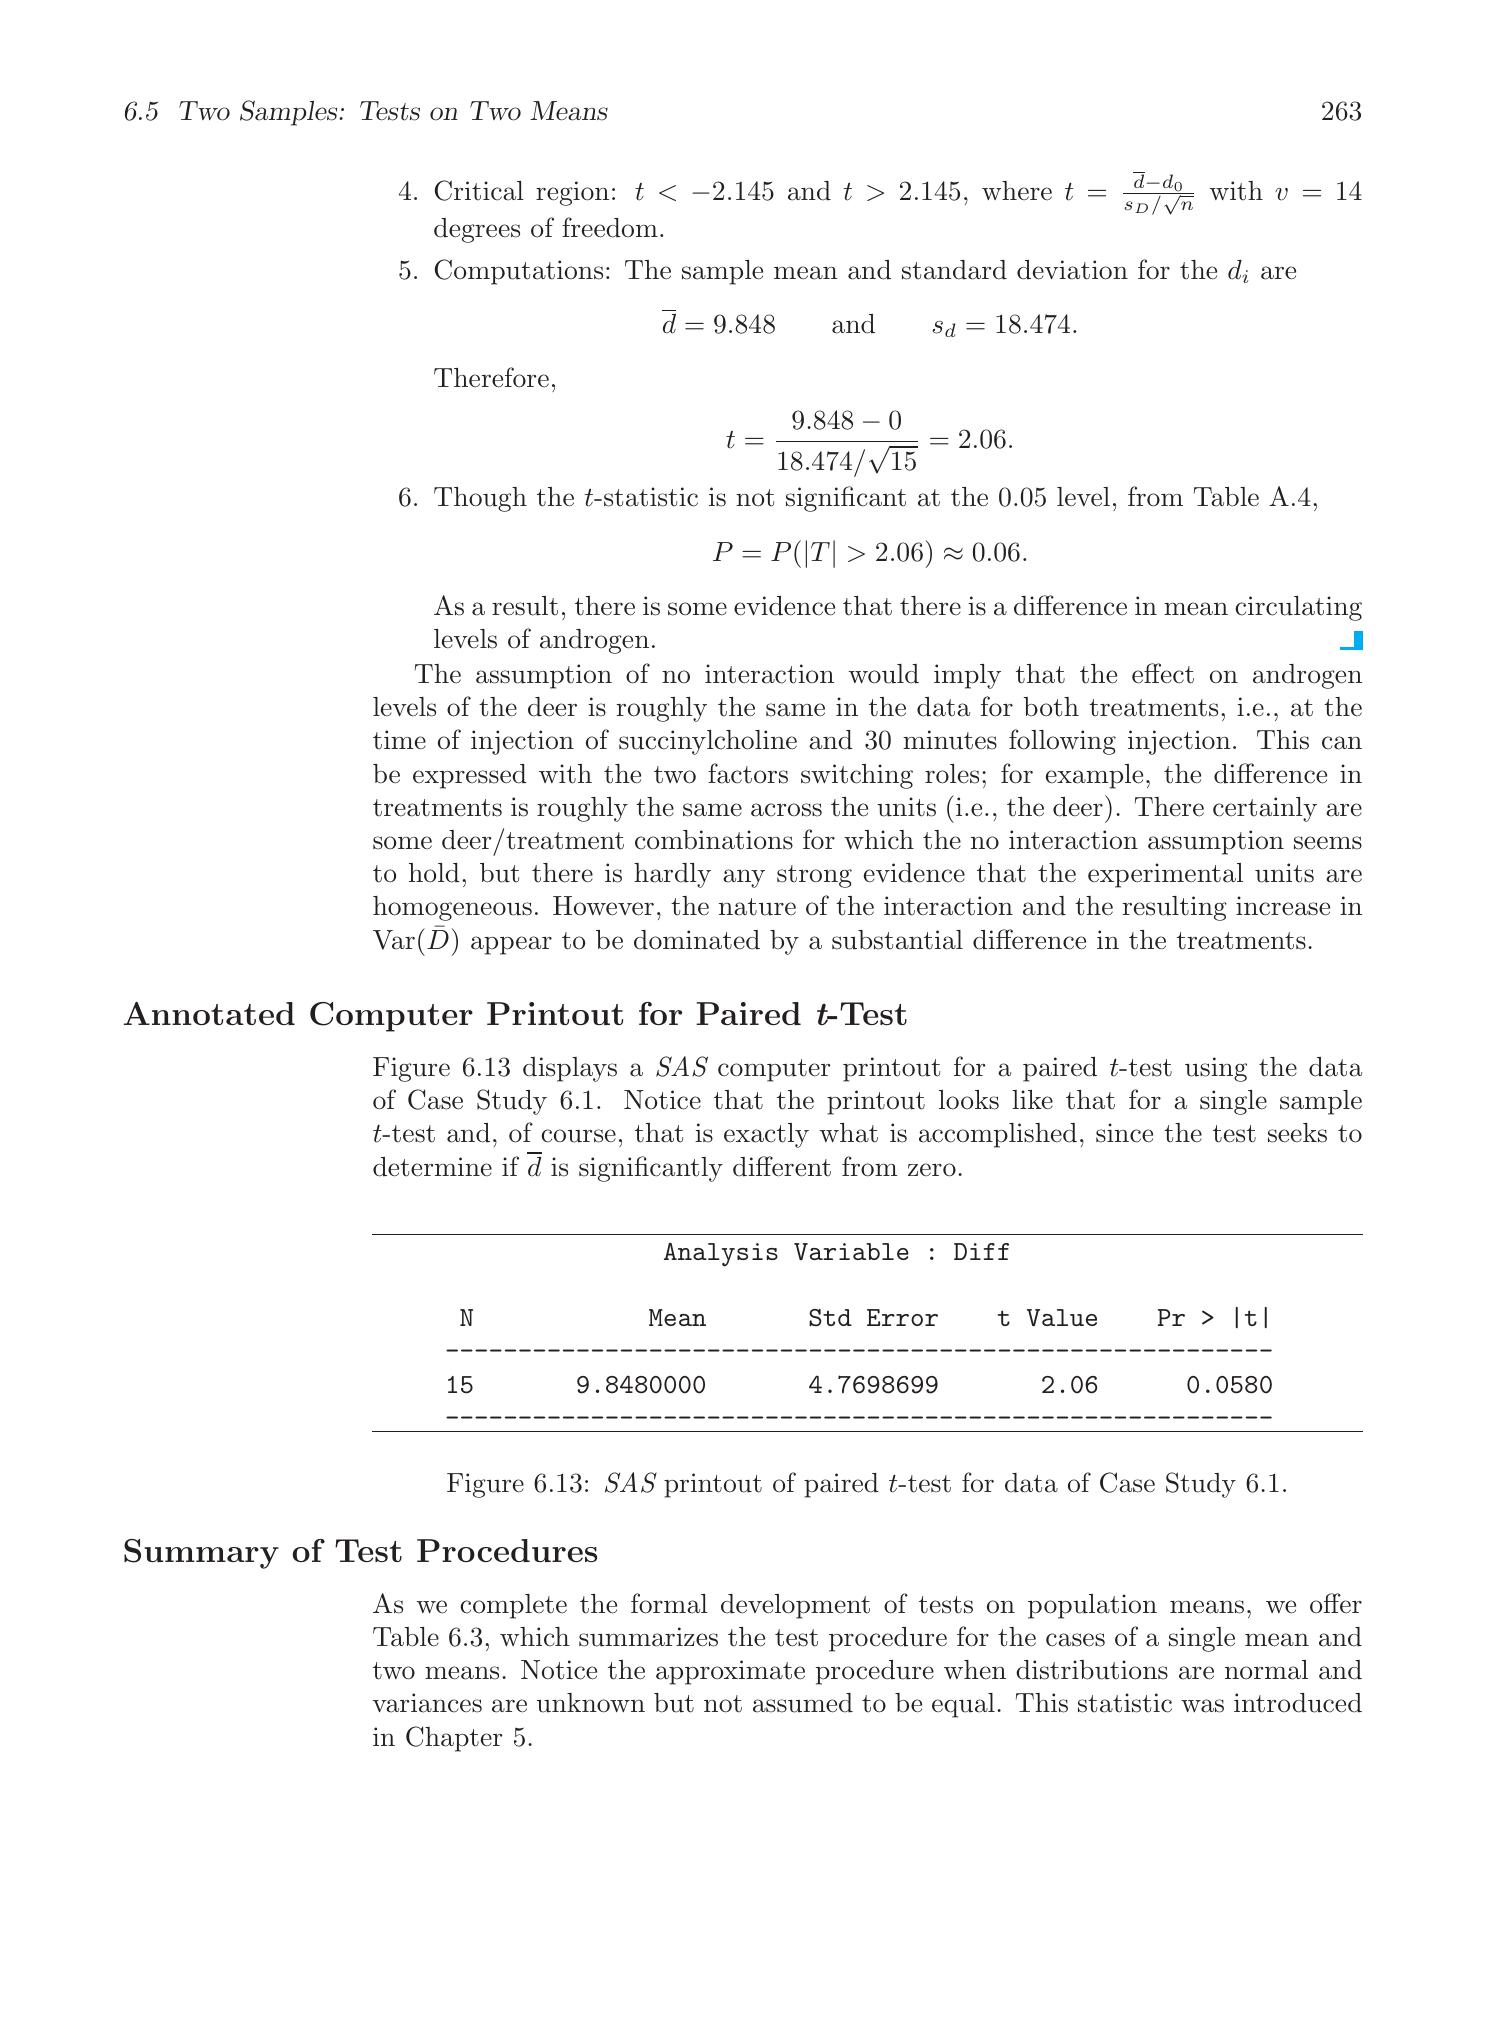 6.5 Two Samples: Tests on Two Means 263
4. Critical region: t < −2.145 and t > 2.145, where t = (d̅−d₀)/(s_D/√n) with v = 14
degrees of freedom.
5. Computations: The sample mean and standard deviation for the dᵢ are
d̅ = 9.848 and s_d = 18.474.
Therefore,
t = (9.848 − 0)/(18.474/√15) = 2.06.
6. Though the t-statistic is not significant at the 0.05 level, from Table A.4,
P = P(|T| > 2.06) ≈ 0.06.
As a result, there is some evidence that there is a difference in mean circulating
levels of androgen.
The assumption of no interaction would imply that the effect on androgen
levels of the deer is roughly the same in the data for both treatments, i.e., at the
time of injection of succinylcholine and 30 minutes following injection. This can
be expressed with the two factors switching roles; for example, the difference in
treatments is roughly the same across the units (i.e., the deer). There certainly are
some deer/treatment combinations for which the no interaction assumption seems
to hold, but there is hardly any strong evidence that the experimental units are
homogeneous. However, the nature of the interaction and the resulting increase in
Var(D̄) appear to be dominated by a substantial difference in the treatments.
Annotated Computer Printout for Paired t-Test
Figure 6.13 displays a SAS computer printout for a paired t-test using the data
of Case Study 6.1. Notice that the printout looks like that for a single sample
t-test and, of course, that is exactly what is accomplished, since the test seeks to
determine if d̅ is significantly different from zero.
Analysis Variable : Diff
N Mean Std Error t Value Pr > |t|
---------------------------------------------------------
15 9.8480000 4.7698699 2.06 0.0580
---------------------------------------------------------
Figure 6.13: SAS printout of paired t-test for data of Case Study 6.1.
Summary of Test Procedures
As we complete the formal development of tests on population means, we offer
Table 6.3, which summarizes the test procedure for the cases of a single mean and
two means. Notice the approximate procedure when distributions are normal and
variances are unknown but not assumed to be equal. This statistic was introduced
in Chapter 5.